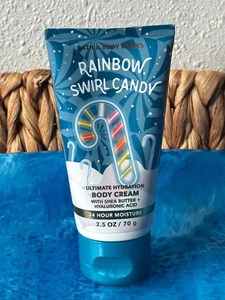 BATH & BODY WORKS
RAINBOW
SWIRL CANDY
ULTIMATE HYDRATION
BODY CREAM
WITH SHEA BUTTER +
HYALURONIC ACID
24 HOUR MOISTURE
2.5 OZ / 70 g